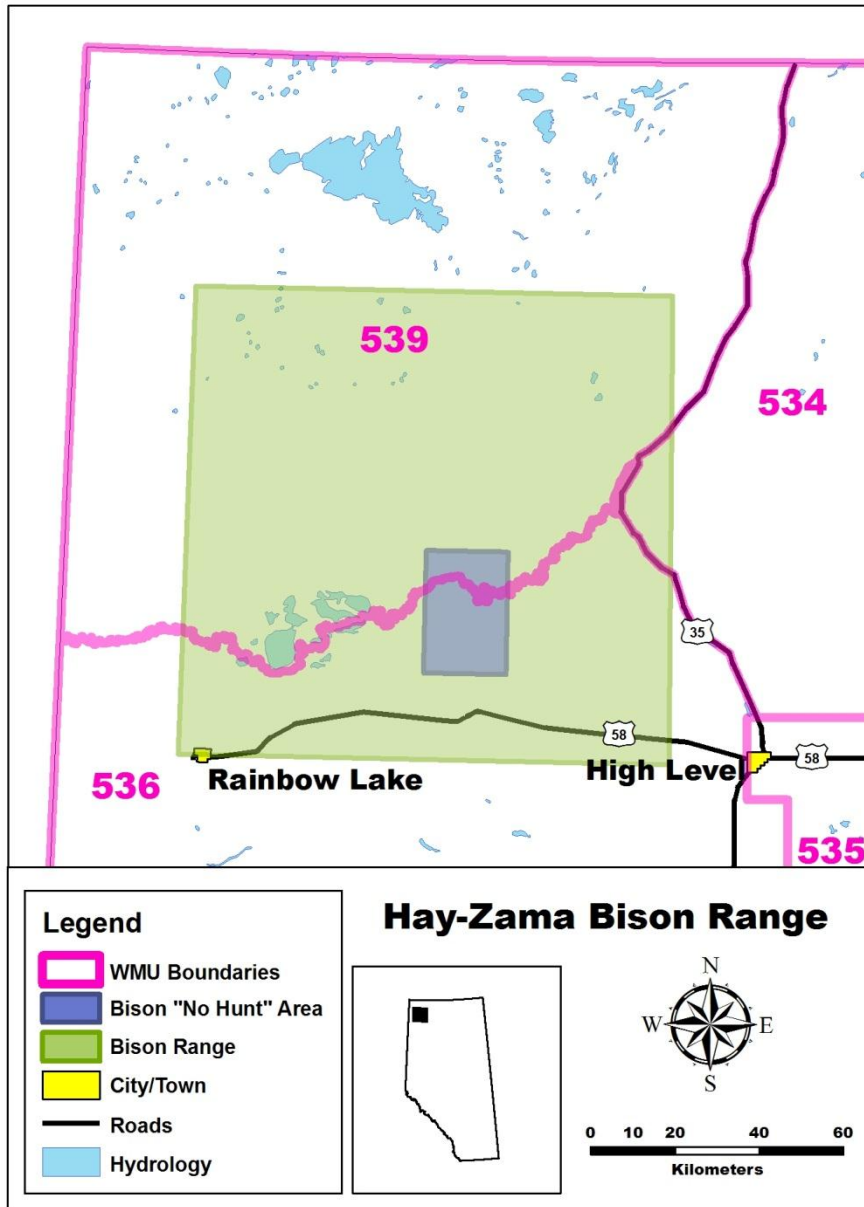 539
534
35
58
Rainbow Lake
High Level
58
536
535
Legend
WMU Boundaries
Bison "No Hunt" Area
Bison Range
City/Town
Roads
Hydrology
Hay-Zama Bison Range
N
W E
S
0 10 20 40 60
Kilometers